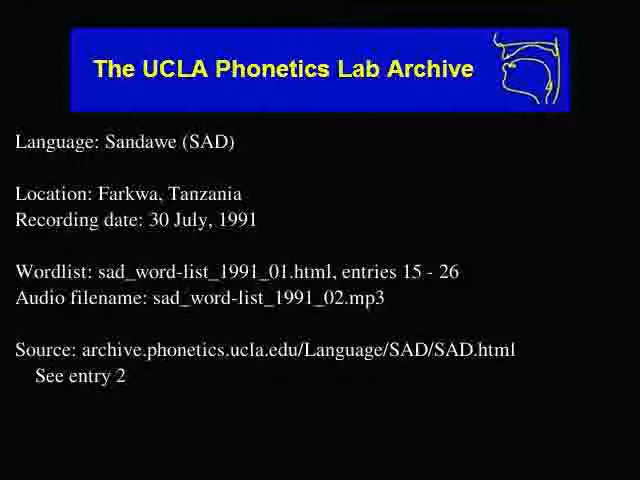 The UCLA Phonetics Lab Archive
Language: Sandawe (SAD)
Location: Farkwa, Tanzania
Recording date: 30 July, 1991
Wordlist: sad_word-list_1991_01.html, entries 15 - 26
Audio filename: sad_word-list_1991_02.mp3
Source: archive.phonetics.ucla.edu/Language/SAD/SAD.html
See entry 2